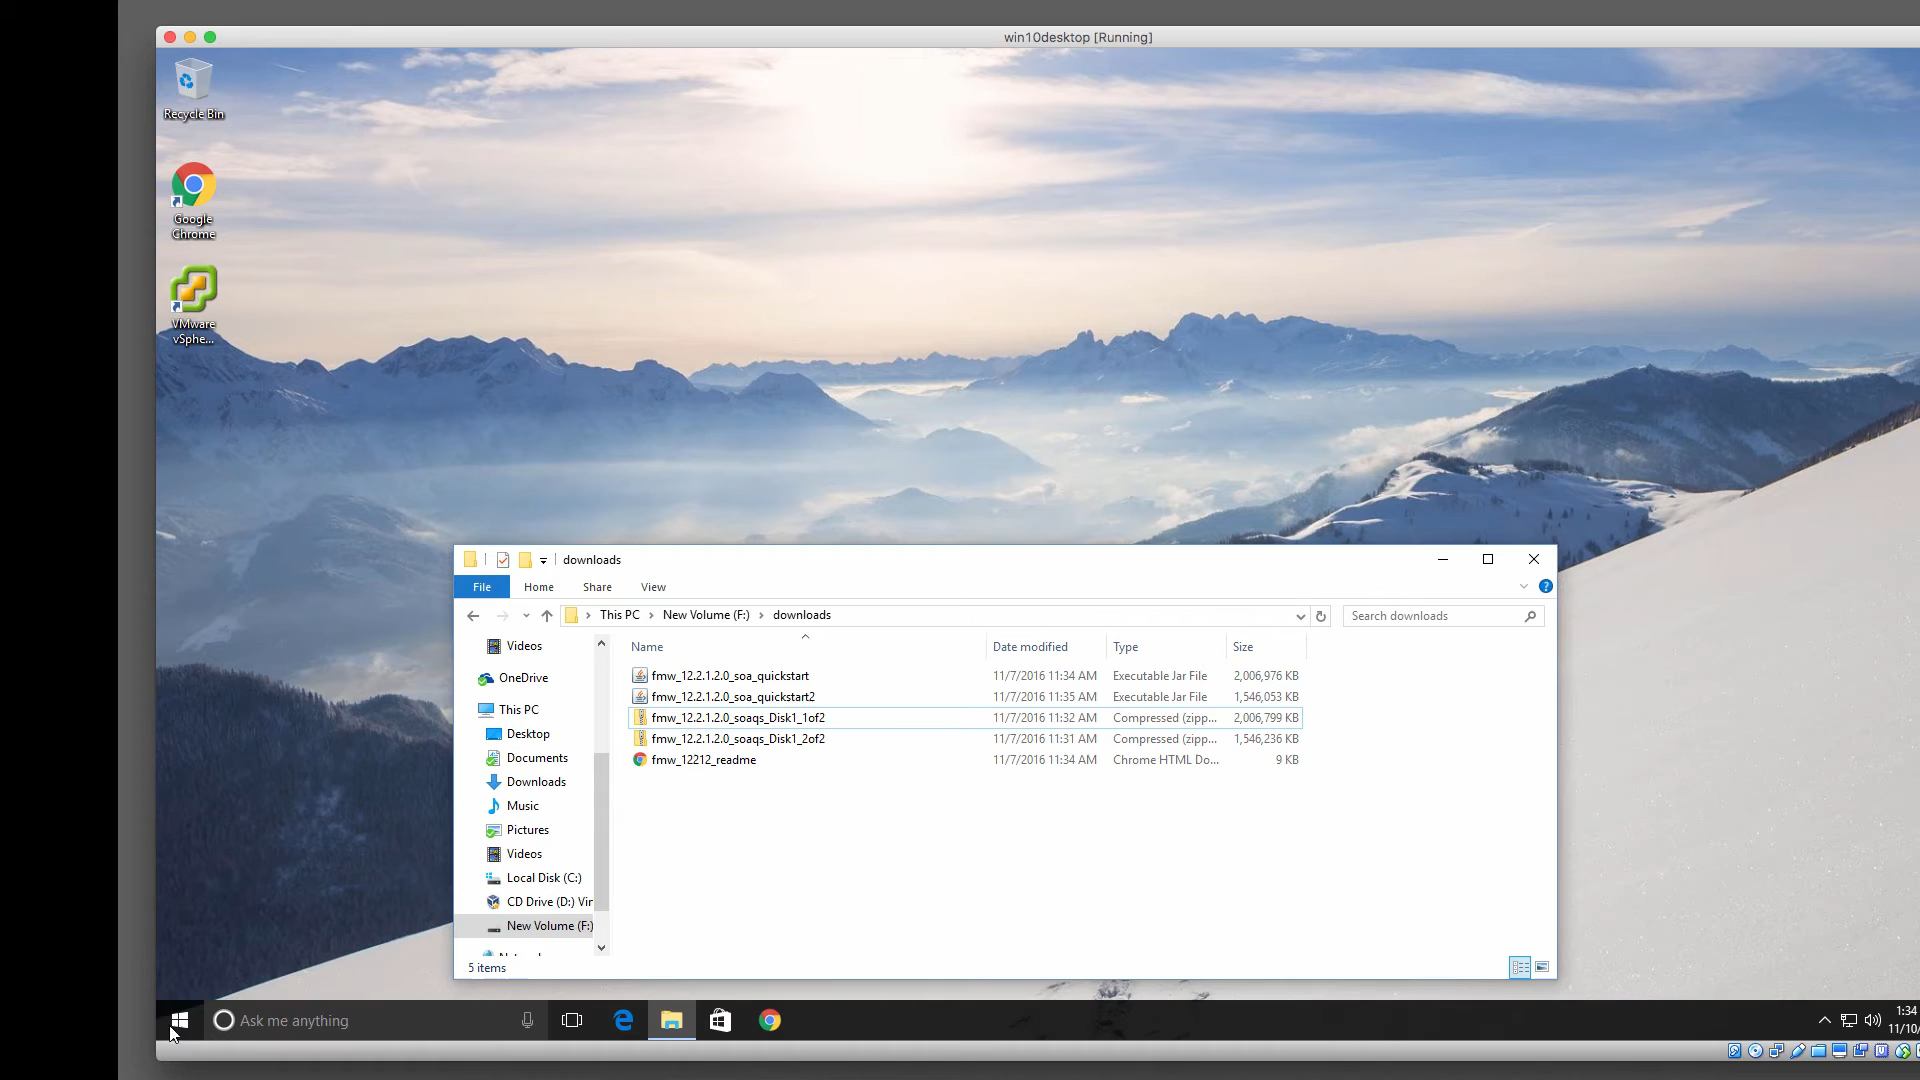 win10desktop [Running]
Recycle Bin
Google
Chrome
VMware
vSphe...
downloads
File
Home
Share
View
This PC
New Volume (F:)
downloads
Search downloads
Videos
OneDrive
This PC
Desktop
Documents
Downloads
Music
Pictures
Videos
Local Disk (C:)
CD Drive (D:) Vir
New Volume (F:)
Name Date modified Type Size
fmw_12.2.1.2.0_soa_quickstart 11/7/2016 11:34 AM Executable Jar File 2,006,976 KB
fmw_12.2.1.2.0_soa_quickstart2 11/7/2016 11:35 AM Executable Jar File 1,546,053 KB
fmw_12.2.1.2.0_soaqs_Disk1_1of2 11/7/2016 11:32 AM Compressed (zipp... 2,006,799 KB
fmw_12.2.1.2.0_soaqs_Disk1_2of2 11/7/2016 11:31 AM Compressed (zipp... 1,546,236 KB
fmw_12212_readme 11/7/2016 11:34 AM Chrome HTML Do... 9 KB
5 items
Ask me anything
1:34
11/10/